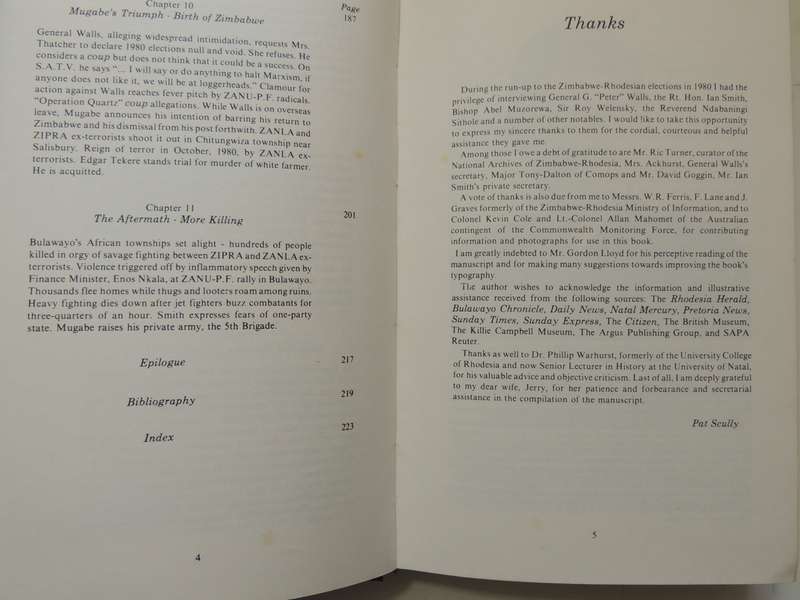 Chapter 10
Mugabe's Triumph - Birth of Zimbabwe
Page
187
General Walls, alleging widespread intimidation, requests Mrs.
Thatcher to declare 1980 elections null and void. She refuses. He
considers a coup but does not think that it could be a success. On
S.A.T.V. he says "... I will say or do anything to halt Marxism, if
anyone does not like it, we will be at loggerheads." Clamour for
action against Walls reaches fever pitch by ZANU-P.F. radicals.
"Operation Quartz" coup allegations. While Walls is on overseas
leave, Mugabe announces his intention of barring his return to
Zimbabwe and his dismissal from his post forthwith. ZANLA and
ZIPRA ex-terrorists shoot it out in Chitungwiza township near
Salisbury. Reign of terror in October, 1980, by ZANLA ex-
terrorists. Edgar Tekere stands trial for murder of white farmer.
He is acquitted.
Chapter 11
The Aftermath - More Killing
201
Bulawayo's African townships set alight - hundreds of people
killed in orgy of savage fighting between ZIPRA and ZANLA ex-
terrorists. Violence triggered off by inflammatory speech given by
Finance Minister, Enos Nkala, at ZANU-P.F. rally in Bulawayo.
Thousands flee homes while thugs and looters roam among ruins.
Heavy fighting dies down after jet fighters buzz combatants for
three-quarters of an hour. Smith expresses fears of one-party
state. Mugabe raises his private army, the 5th Brigade.
Epilogue 217
Bibliography 219
Index 223
4
Thanks
During the run-up to the Zimbabwe-Rhodesian elections in 1980 I had the
privilege of interviewing General G. "Peter" Walls, the Rt. Hon. Ian Smith,
Bishop Abel Muzorewa, Sir Roy Welensky, the Reverend Ndabaningi
Sithole and a number of other notables. I would like to take this opportunity
to express my sincere thanks to them for the cordial, courteous and helpful
assistance they gave me.
Among those I owe a debt of gratitude to are Mr. Ric Turner, curator of the
National Archives of Zimbabwe-Rhodesia, Mrs. Ackhurst, General Walls's
secretary, Major Tony-Dalton of Comops and Mr. David Goggin, Mr. Ian
Smith's private secretary.
A vote of thanks is also due from me to Messrs. W.R. Ferris, F. Lane and J.
Graves formerly of the Zimbabwe-Rhodesia Ministry of Information, and to
Colonel Kevin Cole and Lt.-Colonel Allan Mahomet of the Australian
contingent of the Commonwealth Monitoring Force, for contributing
information and photographs for use in this book.
I am greatly indebted to Mr. Gordon Lloyd for his perceptive reading of the
manuscript and for making many suggestions towards improving the book's
typography.
The author wishes to acknowledge the information and illustrative
assistance received from the following sources: The Rhodesia Herald,
Bulawayo Chronicle, Daily News, Natal Mercury, Pretoria News,
Sunday Times, Sunday Express, The Citizen, The British Museum,
The Killie Campbell Museum, The Argus Publishing Group, and SAPA
Reuter.
Thanks as well to Dr. Phillip Warhurst, formerly of the University College
of Rhodesia and now Senior Lecturer in History at the University of Natal,
for his valuable advice and objective criticism. Last of all, I am deeply grateful
to my dear wife, Jerry, for her patience and forbearance and secretarial
assistance in the compilation of the manuscript.
Pat Scully
5